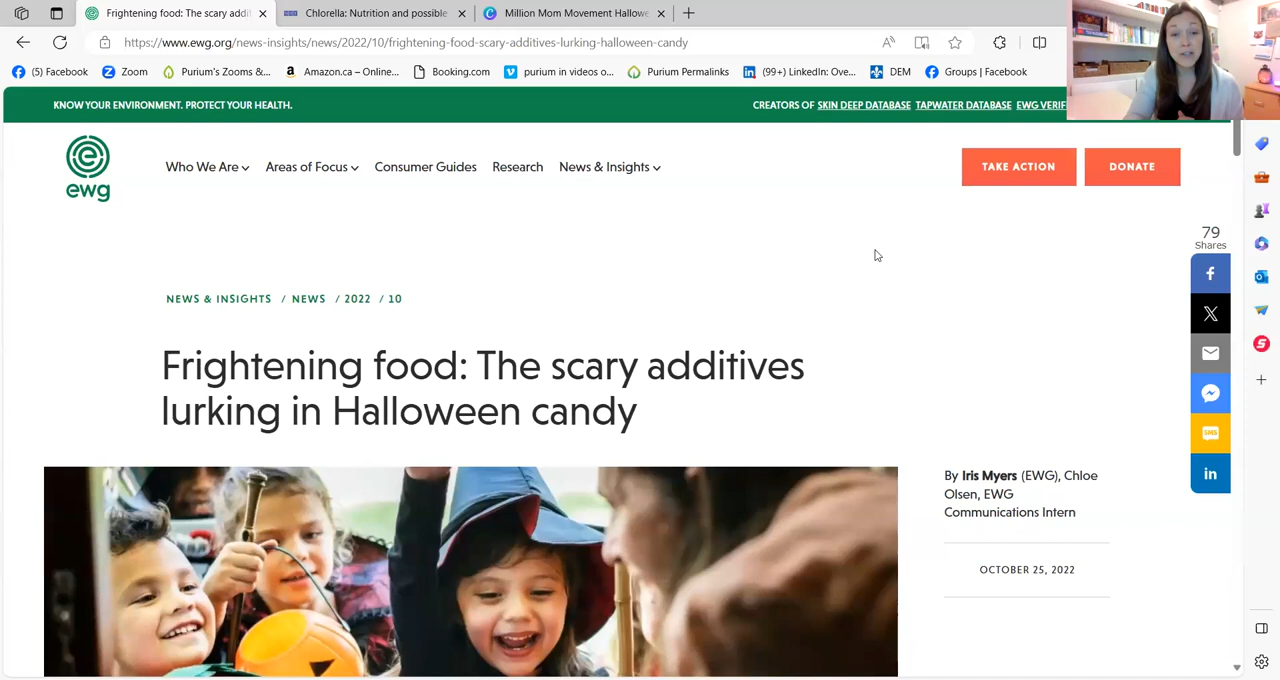 Frightening food: The scary addit
Chlorella: Nutrition and possible
Million Mom Movement Hallow
https://www.ewg.org/news-insights/news/2022/10/frightening-food-scary-additives-lurking-halloween-candy
(5) Facebook
Zoom
Purium's Zooms &...
Amazon.ca – Online...
Booking.com
purium in videos o...
Purium Permalinks
(99+) LinkedIn: Ove...
DEM
Groups | Facebook
KNOW YOUR ENVIRONMENT. PROTECT YOUR HEALTH.
CREATORS OF SKIN DEEP DATABASE TAPWATER DATABASE EWG VERIF
ewg
Who We Are
Areas of Focus
Consumer Guides
Research
News & Insights
TAKE ACTION
DONATE
79
Shares
NEWS & INSIGHTS / NEWS / 2022 / 10
Frightening food: The scary additives
lurking in Halloween candy
SMS
By Iris Myers (EWG), Chloe
Olsen, EWG
Communications Intern
OCTOBER 25, 2022